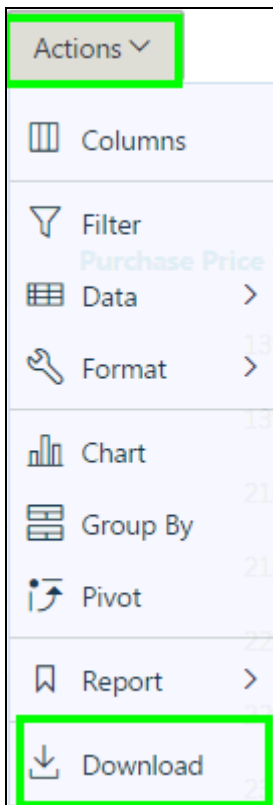 Actions
Columns
Filter
Purchase Price
Data
Format
Chart
Group By
Pivot
Report
Download